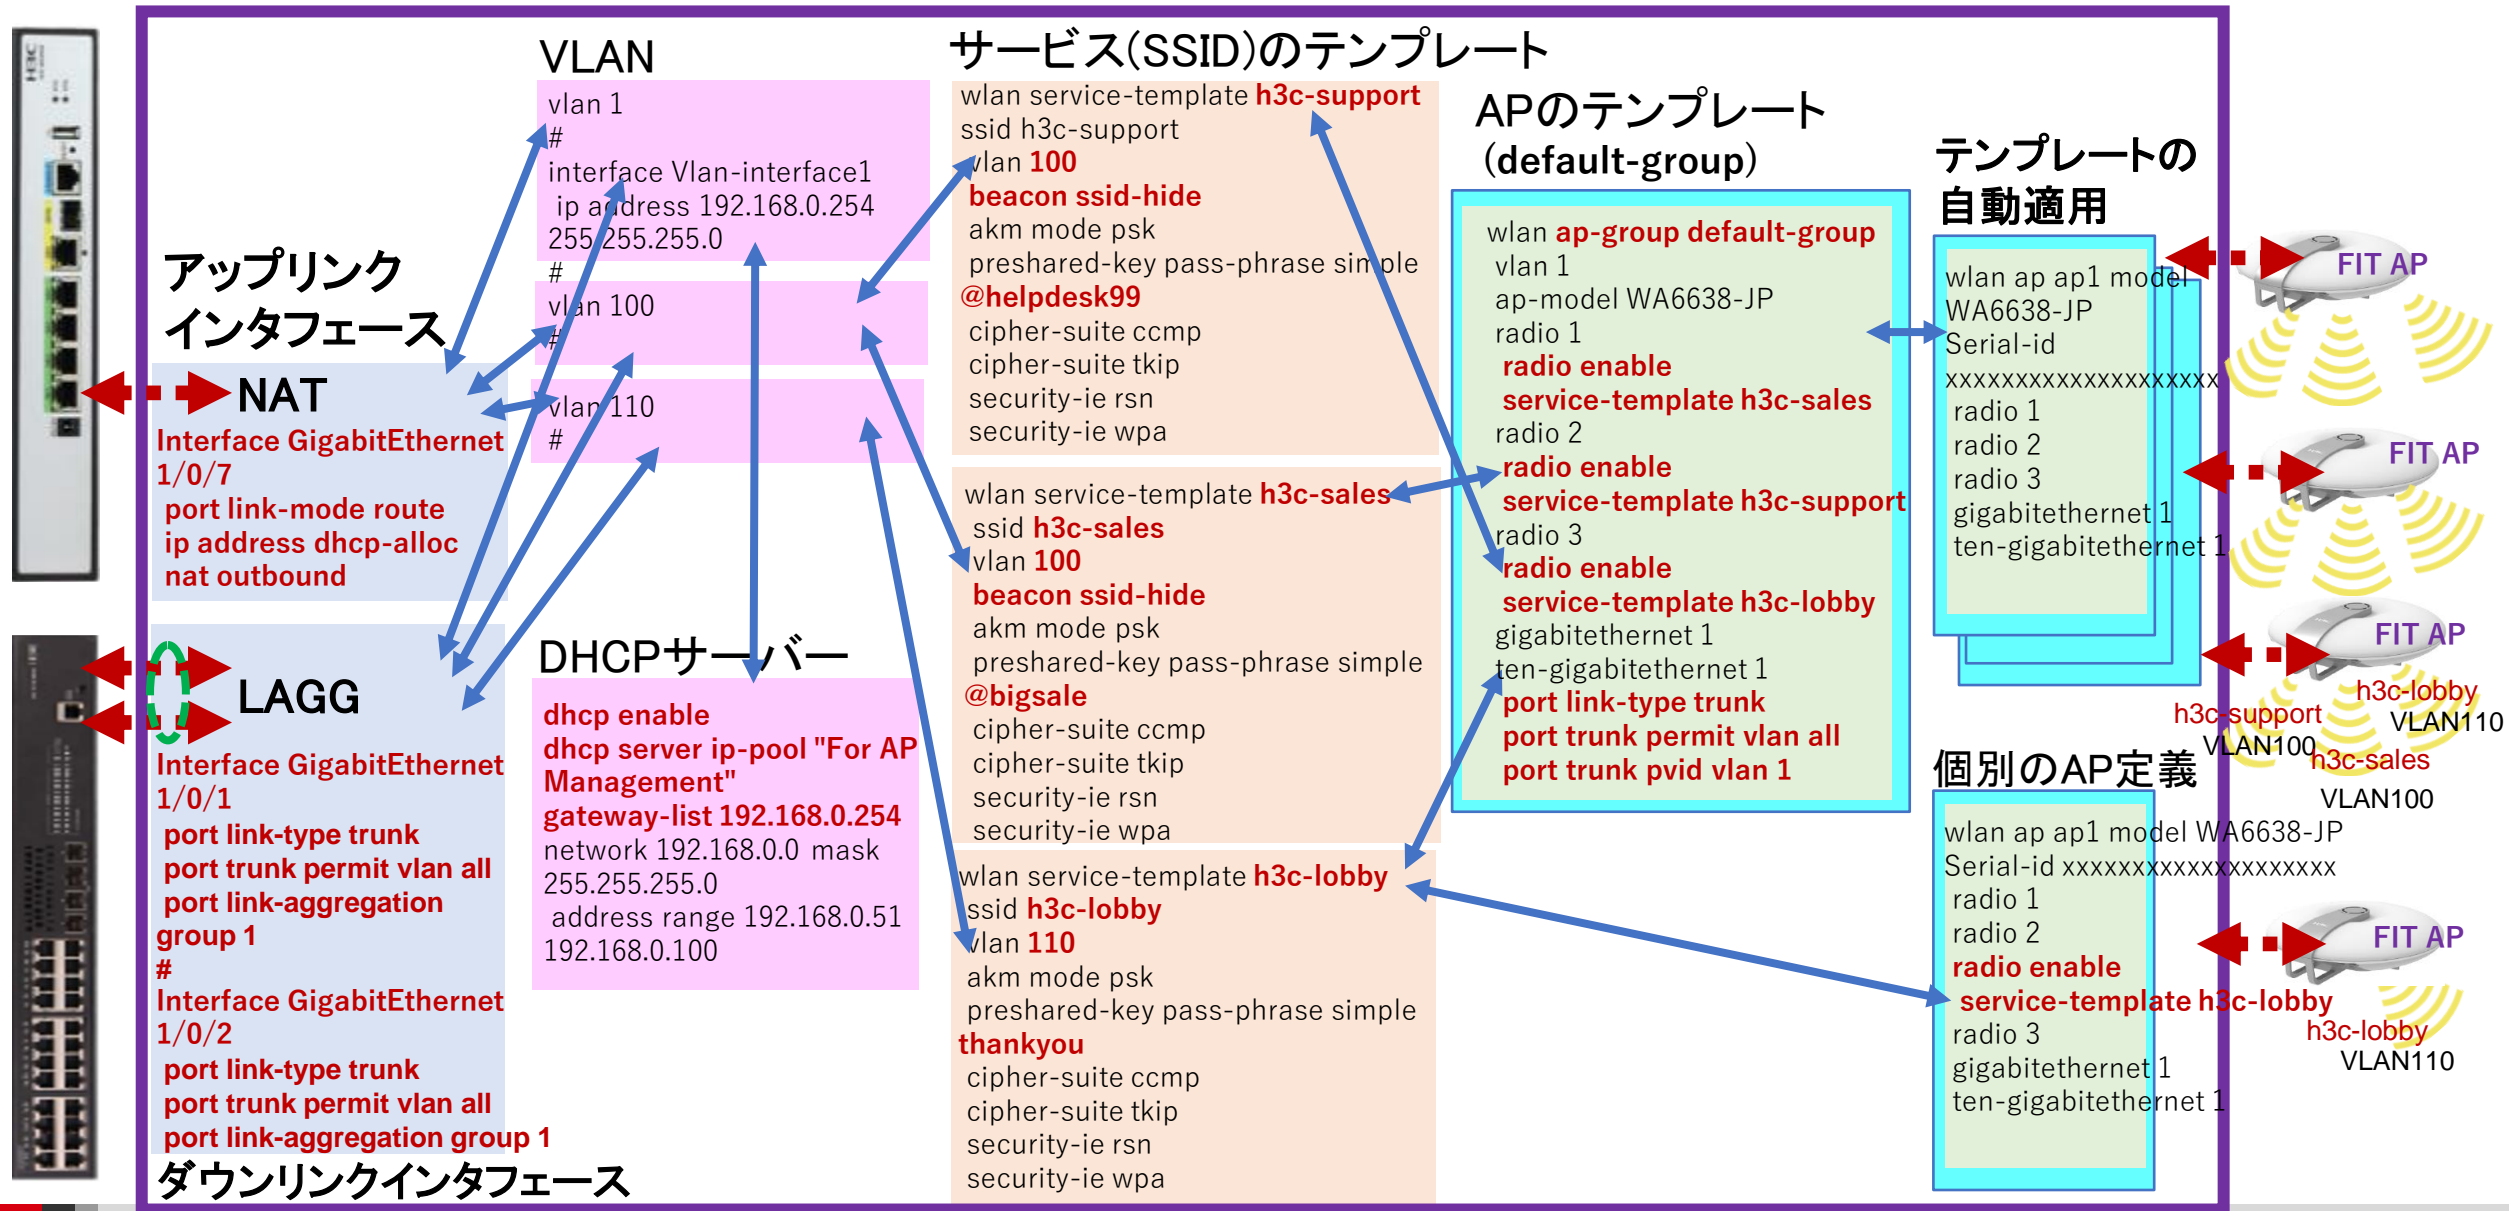 H3C
アップリンク
インタフェース
NAT
Interface GigabitEthernet
1/0/7
port link-mode route
ip address dhcp-alloc
nat outbound
LAGG
Interface GigabitEthernet
1/0/1
port link-type trunk
port trunk permit vlan all
port link-aggregation
group 1
#
Interface GigabitEthernet
1/0/2
port link-type trunk
port trunk permit vlan all
port link-aggregation group 1
ダウンリンクインタフェース
VLAN
vlan 1
#
interface Vlan-interface1
ip address 192.168.0.254
255.255.255.0
#
vlan 100
#
vlan 110
#
DHCPサーバー
dhcp enable
dhcp server ip-pool "For AP
Management"
gateway-list 192.168.0.254
network 192.168.0.0 mask
255.255.255.0
address range 192.168.0.51
192.168.0.100
サービス(SSID)のテンプレート
wlan service-template h3c-support
ssid h3c-support
vlan 100
beacon ssid-hide
akm mode psk
preshared-key pass-phrase simple
@helpdesk99
cipher-suite ccmp
cipher-suite tkip
security-ie rsn
security-ie wpa
wlan service-template h3c-sales
ssid h3c-sales
vlan 100
beacon ssid-hide
akm mode psk
preshared-key pass-phrase simple
@bigsale
cipher-suite ccmp
cipher-suite tkip
security-ie rsn
security-ie wpa
wlan service-template h3c-lobby
ssid h3c-lobby
vlan 110
akm mode psk
preshared-key pass-phrase simple
thankyou
cipher-suite ccmp
cipher-suite tkip
security-ie rsn
security-ie wpa
APのテンプレート
(default-group)
wlan ap-group default-group
vlan 1
ap-model WA6638-JP
radio 1
radio enable
service-template h3c-sales
radio 2
radio enable
service-template h3c-support
radio 3
radio enable
service-template h3c-lobby
gigabitethernet 1
ten-gigabitethernet 1
port link-type trunk
port trunk permit vlan all
port trunk pvid vlan 1
テンプレートの
自動適用
wlan ap ap1 model
WA6638-JP
Serial-id
xxxxxxxxxxxxxxxxxxxx
radio 1
radio 2
radio 3
gigabitethernet 1
ten-gigabitethernet 1
個別のAP定義
wlan ap ap1 model WA6638-JP
Serial-id xxxxxxxxxxxxxxxxxxxx
radio 1
radio 2
radio enable
service-template h3c-lobby
radio 3
gigabitethernet 1
ten-gigabitethernet 1
FIT AP
FIT AP
FIT AP
h3c-lobby
VLAN110
h3c-support
VLAN100
h3c-sales
VLAN100
FIT AP
h3c-lobby
VLAN110